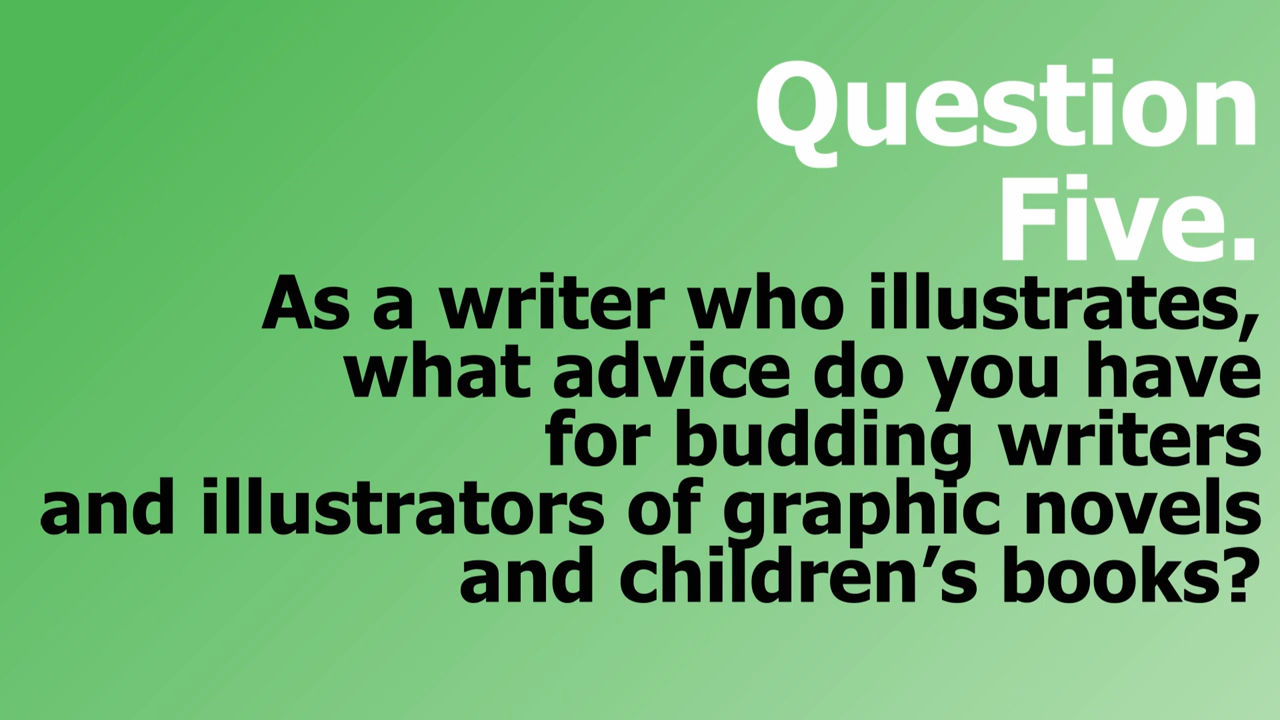 Question
Five.
As a writer who illustrates,
what advice do you have
for budding writers
and illustrators of graphic novels
and children’s books?